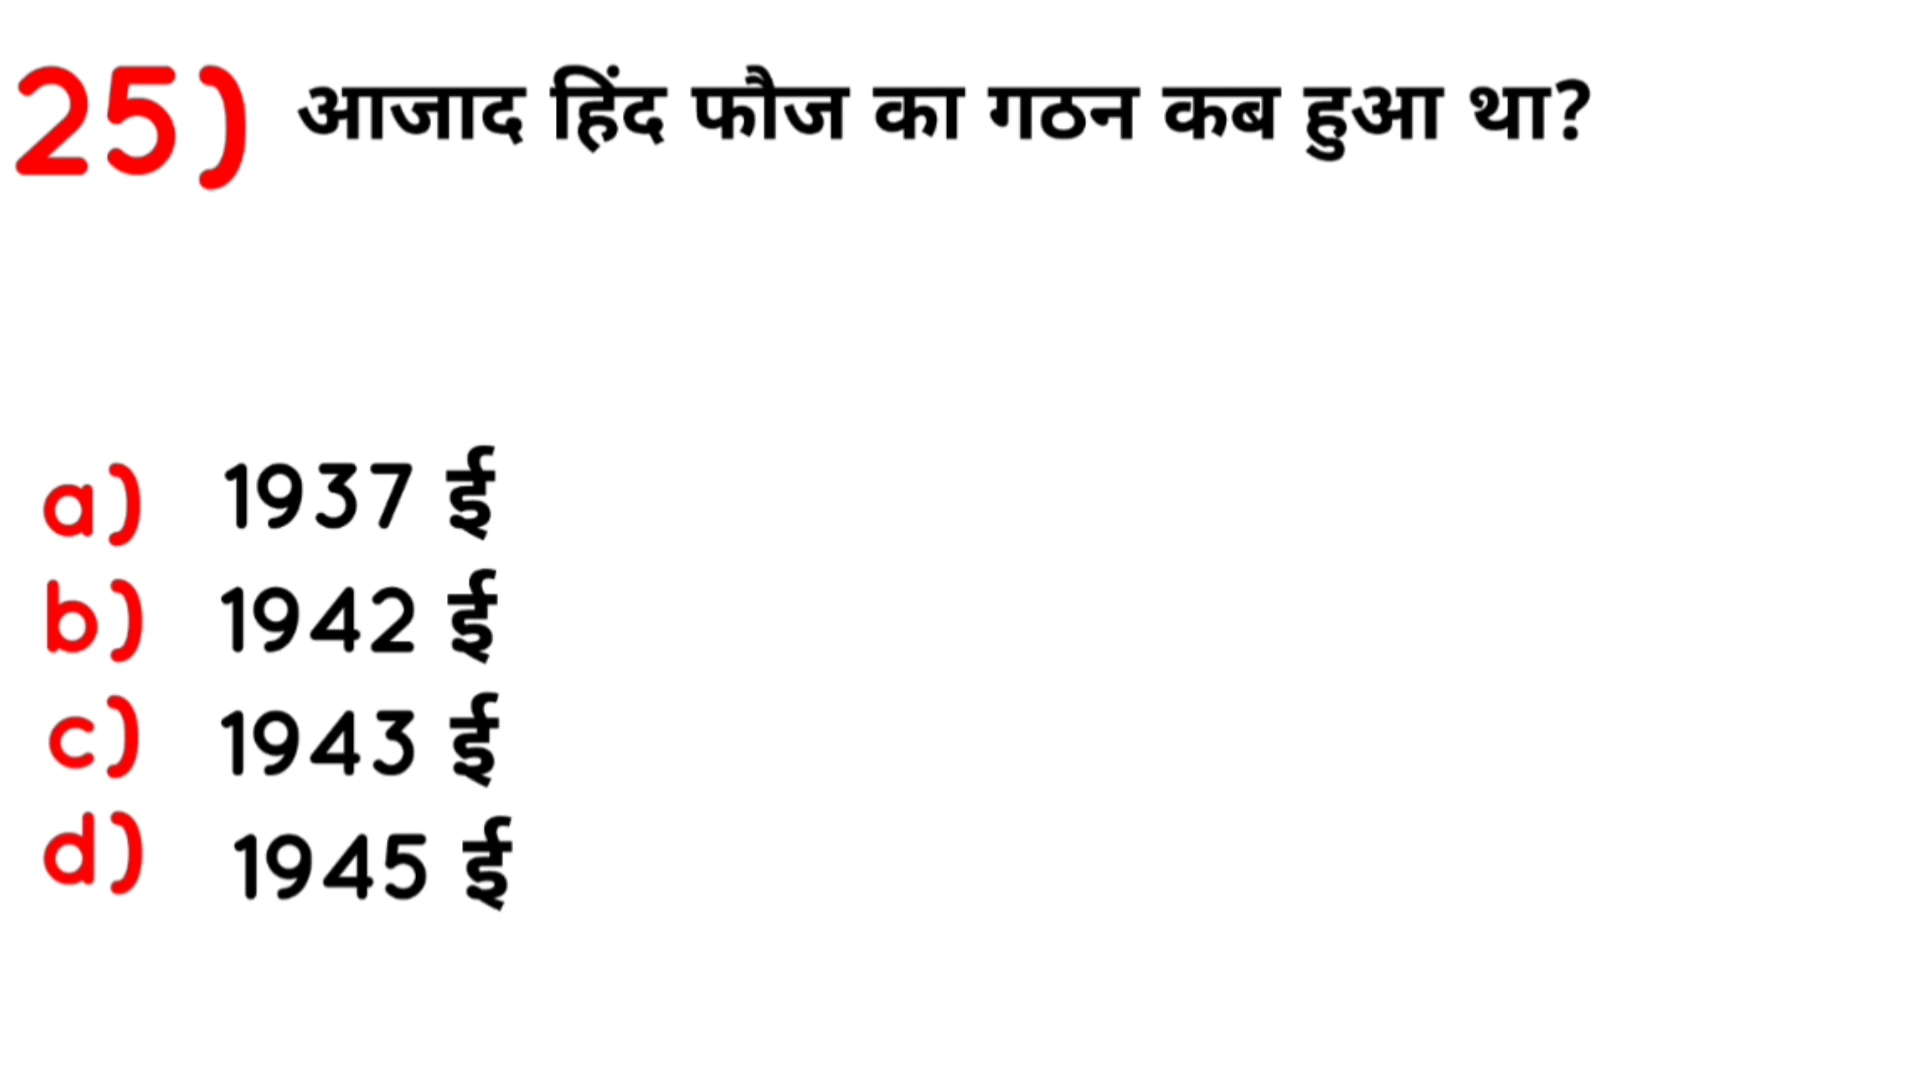 25) आजाद हिंद फौज का गठन कब हुआ था?
a) 1937 ई
b) 1942 ई
c) 1943 ई
d) 1945 ई